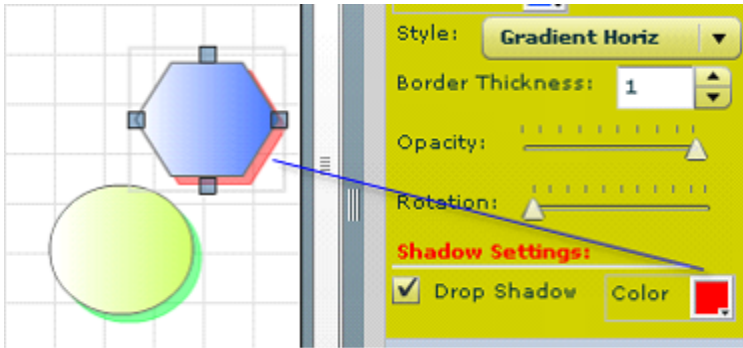 Style: Gradient Horiz
Border Thickness: 1
Opacity:
Rotation:
Shadow Settings:
Drop Shadow Color